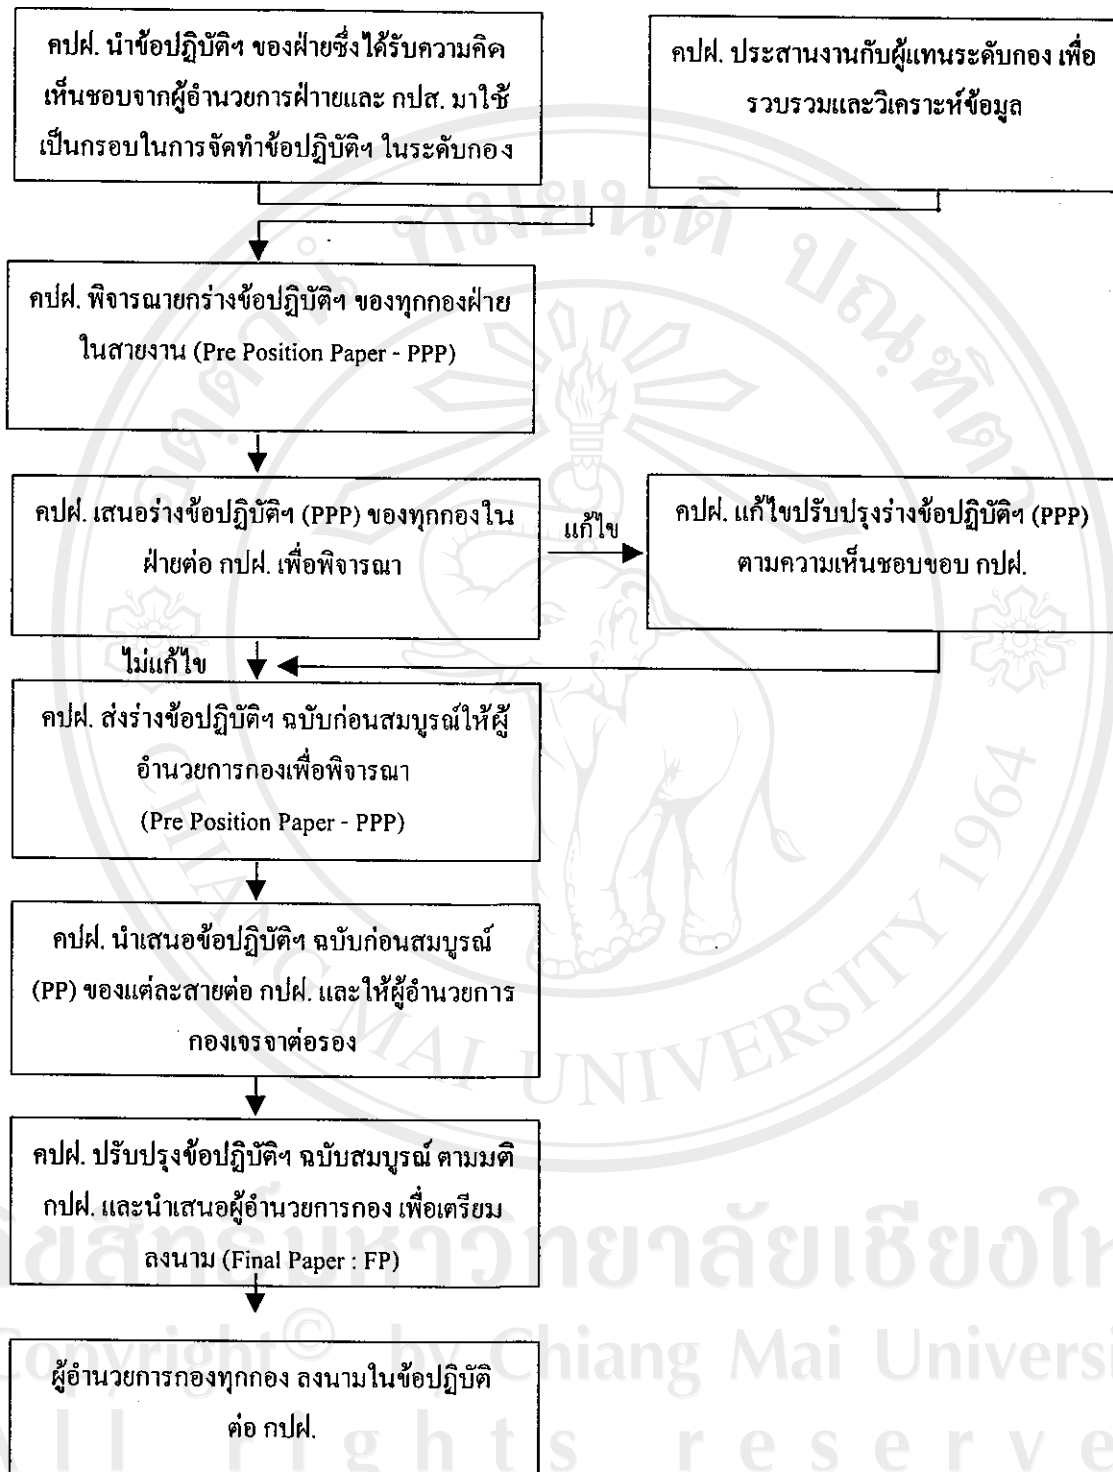 คปฝ. นำข้อปฏิบัติฯ ของฝ่ายซึ่งได้รับความคิด
เห็นชอบจากผู้อำนวยการฝ่ายและ กปส. มาใช้
เป็นกรอบในการจัดทำข้อปฏิบัติฯ ในระดับกอง
คปฝ. ประสานงานกับผู้แทนระดับกอง เพื่อ
รวบรวมและวิเคราะห์ข้อมูล
คปฝ. พิจารณายกร่างข้อปฏิบัติฯ ของทุกกองฝ่าย
ในสายงาน (Pre Position Paper - PPP)
คปฝ. เสนอร่างข้อปฏิบัติฯ (PPP) ของทุกกองใน
ฝ่ายต่อ กปฝ. เพื่อพิจารณา
แก้ไข
คปฝ. แก้ไขปรับปรุงร่างข้อปฏิบัติฯ (PPP)
ตามความเห็นชอบขอบ กปฝ.
ไม่แก้ไข
คปฝ. ส่งร่างข้อปฏิบัติฯ ฉบับก่อนสมบูรณ์ให้ผู้
อำนวยการกองเพื่อพิจารณา
(Pre Position Paper - PPP)
คปฝ. นำเสนอข้อปฏิบัติฯ ฉบับก่อนสมบูรณ์
(PP) ของแต่ละสายต่อ กปฝ. และให้ผู้อำนวยการ
กองเจรจาต่อรอง
คปฝ. ปรับปรุงข้อปฏิบัติฯ ฉบับสมบูรณ์ ตามมติ
กปฝ. และนำเสนอผู้อำนวยการกอง เพื่อเตรียม
ลงนาม (Final Paper : FP)
ผู้อำนวยการกองทุกกอง ลงนามในข้อปฏิบัติ
ต่อ กปฝ.
อตฺตานํ ทมยนฺติ ปณฺฑิตา
CHIANG MAI UNIVERSITY 1964
ลิขสิทธิ์มหาวิทยาลัยเชียงให
Copyright© by Chiang Mai Universi
All rights reserve